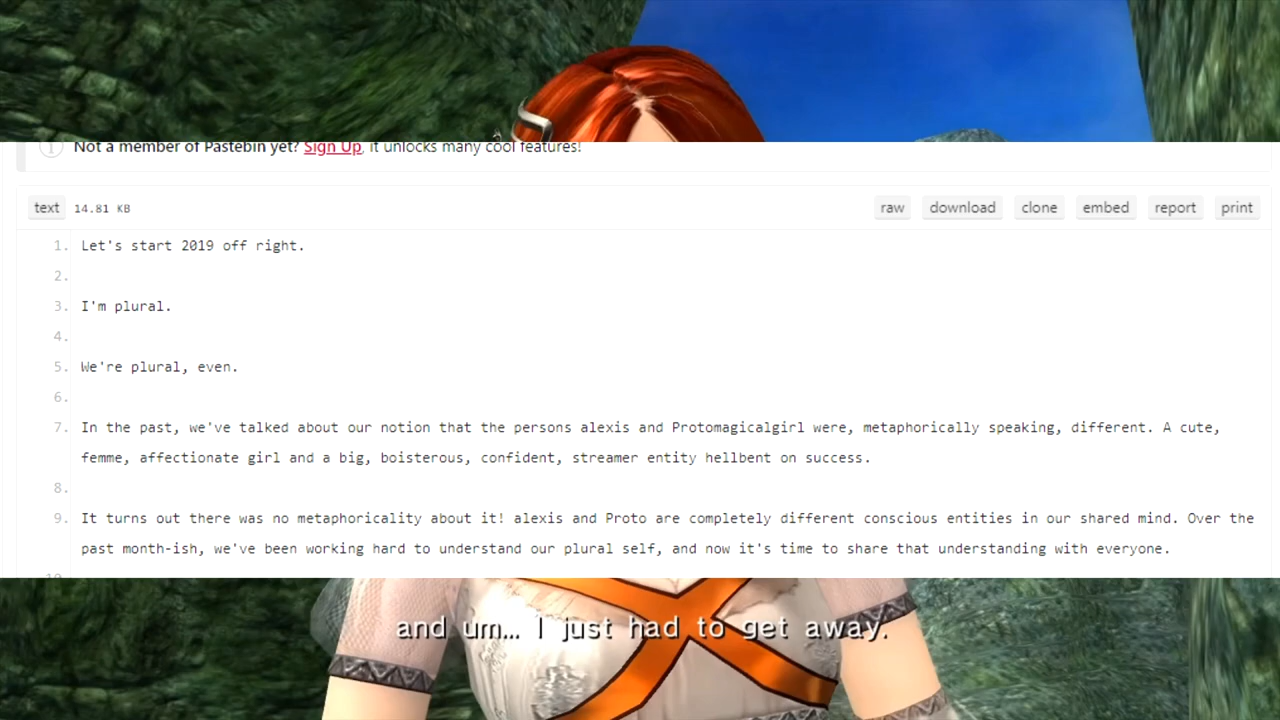 Not a member of Pastebin yet? Sign Up, it unlocks many cool features!
text 14.81 KB raw download clone embed report print
1. Let's start 2019 off right.
2.
3. I'm plural.
4.
5. We're plural, even.
6.
7. In the past, we've talked about our notion that the persons alexis and Protomagicalgirl were, metaphorically speaking, different. A cute,
femme, affectionate girl and a big, boisterous, confident, streamer entity hellbent on success.
8.
9. It turns out there was no metaphoricality about it! alexis and Proto are completely different conscious entities in our shared mind. Over the
past month-ish, we've been working hard to understand our plural self, and now it's time to share that understanding with everyone.
10.
and um... I just had to get away.